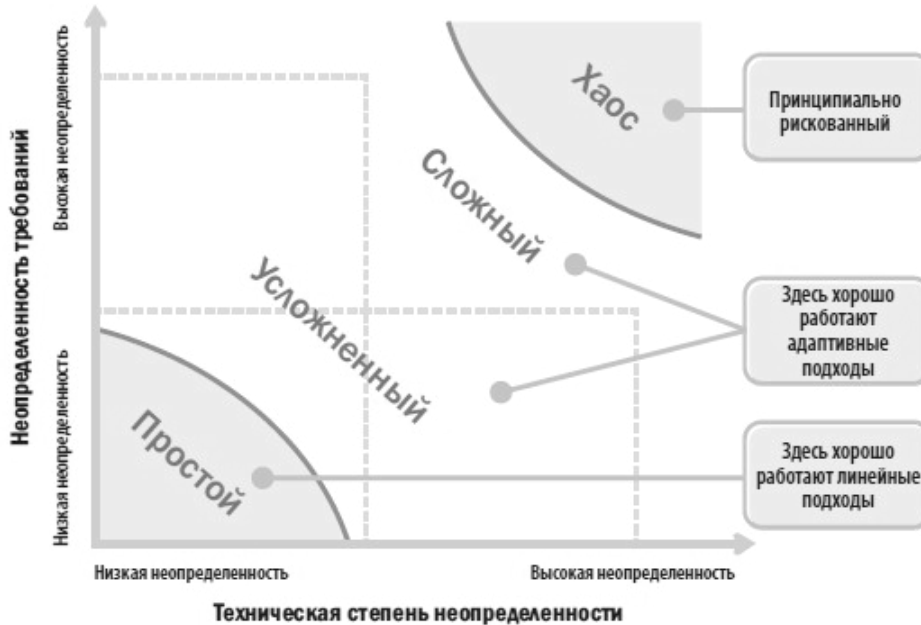 Неопределенность требований
Высокая неопределенность
Низкая неопределенность
Хаос
Сложный
Усложненный
Простой
Принципиально
рискованный
Здесь хорошо
работают
адаптивные
подходы
Здесь хорошо
работают линейные
подходы
Низкая неопределенность
Высокая неопределенность
Техническая степень неопределенности